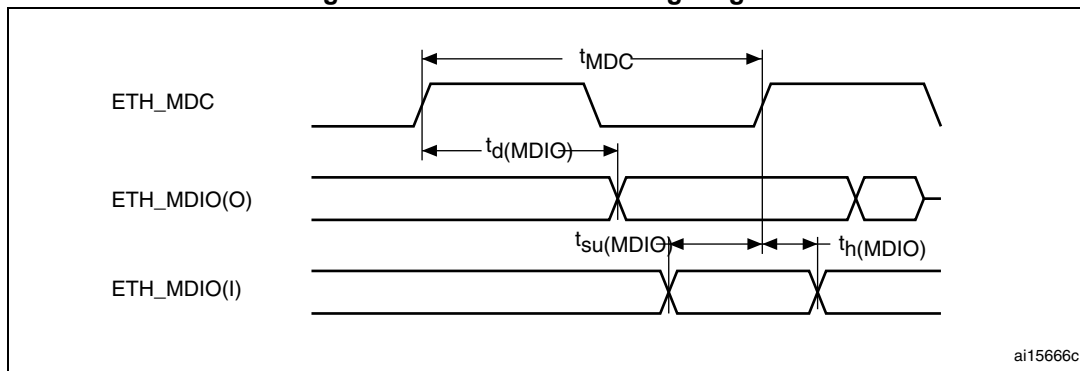 tMDC
ETH_MDC
td(MDIO)
ETH_MDIO(O)
tsu(MDIO)
th(MDIO)
ETH_MDIO(I)
ai15666c